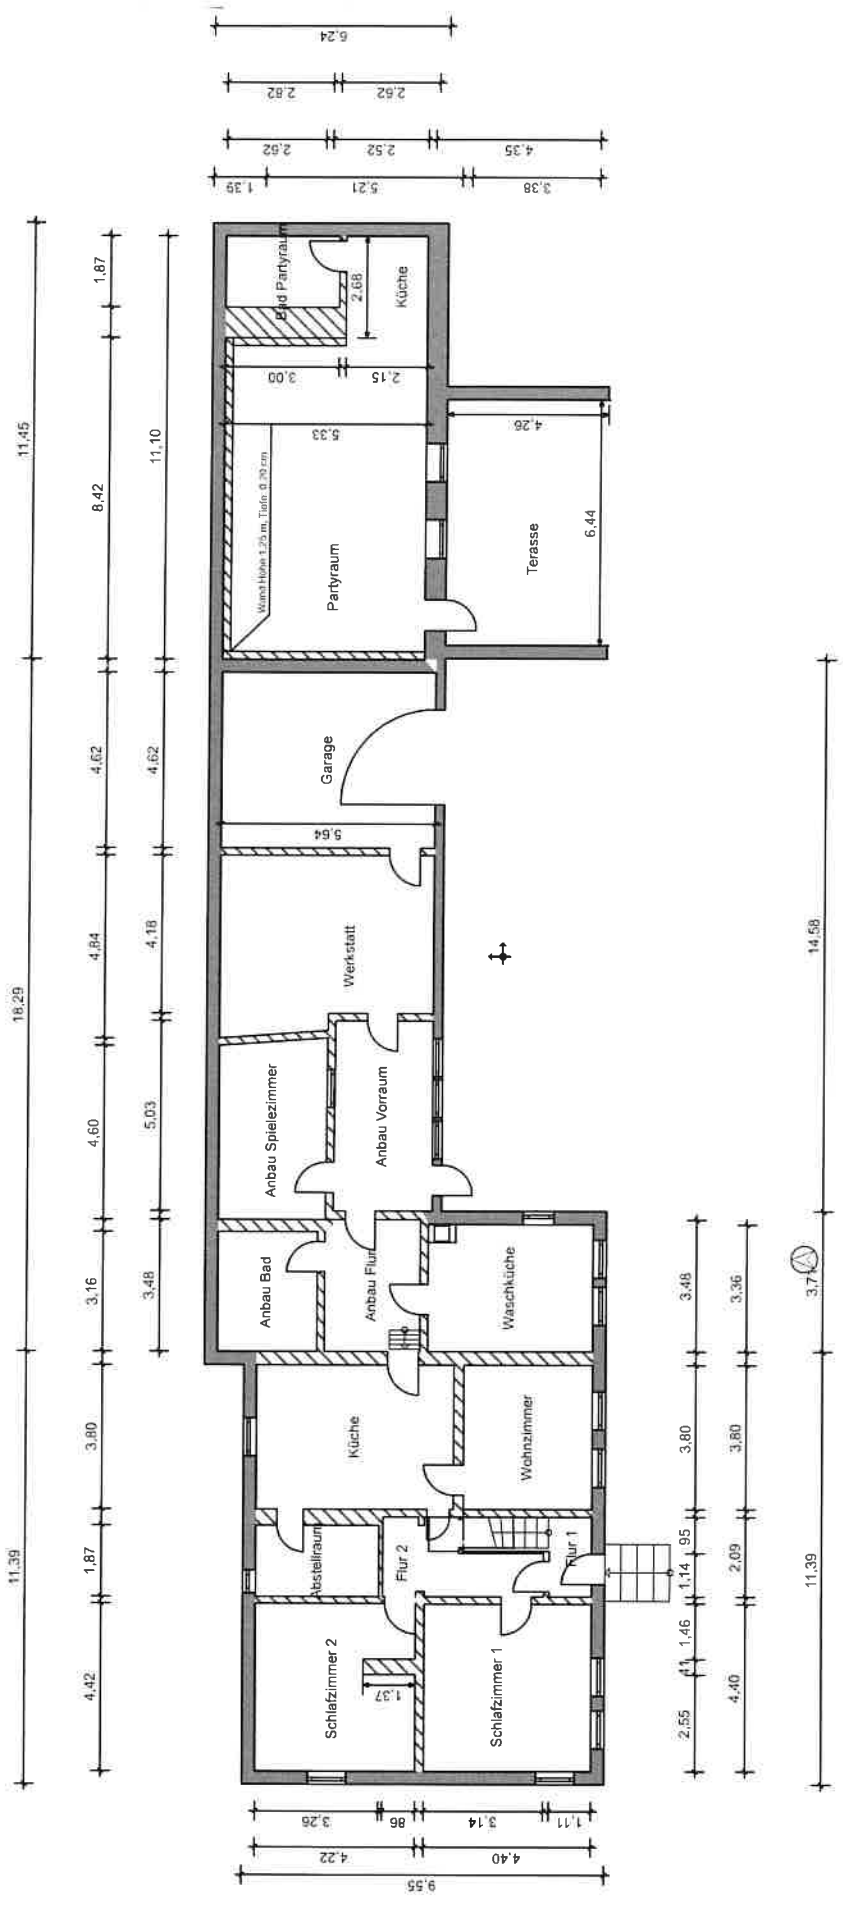 6,24
2,82
2,62
2,62
2,52
4,35
1,39
5,21
3,38
11,45
18,29
11,39
1,87
8,42
4,62
4,84
4,60
3,16
3,80
1,87
4,42
11,10
4,62
4,18
5,03
3,48
Bad Partyraum
2,68
Küche
3,00
2,15
5,33
4,26
Wand Höhe 1,25 m, Tiefe 0,20 cm
Partyraum
Terasse
6,44
Garage
5,64
Werkstatt
14,58
Anbau Spielezimmer
Anbau Vorraum
Anbau Bad
Anbau Flur
Waschküche
3,48
3,36
3,80
3,80
Küche
Wohnzimmer
Abstellraum
Flur 2
Flur 1
95
1,14
2,09
1,46
41
2,55
4,40
11,39
Schlafzimmer 2
1,37
Schlafzimmer 1
3,26
86
3,14
1,11
4,22
4,40
9,55